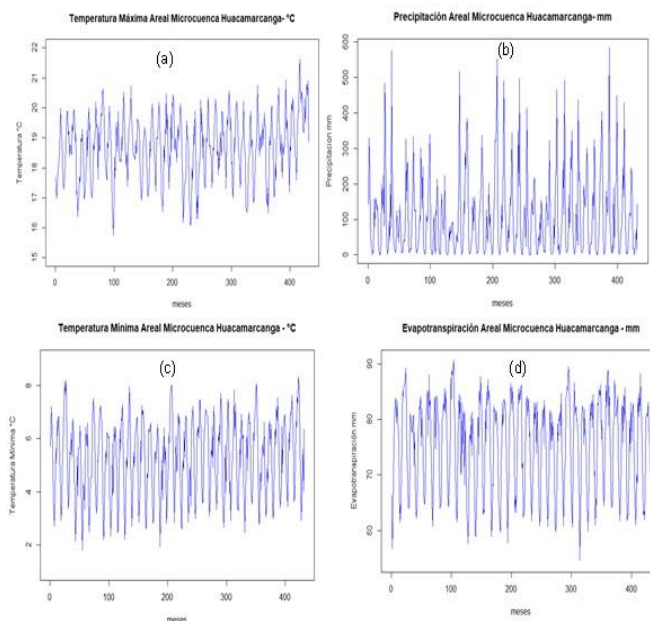 Temperatura Máxima Areal Microcuenca Huacamarcanga- °C
(a)
Temperatura °C
22
21
20
19
18
17
16
15
0 100 200 300 400
meses
Precipitación Areal Microcuenca Huacamarcanga- mm
(b)
Precipitacion mm
600
500
400
300
200
100
0
0 100 200 300 400
meses
Temperatura Mínima Areal Microcuenca Huacamarcanga - °C
(c)
Temperatura Mínima °C
8
6
4
2
0 100 200 300 400
meses
Evapotranspiración Areal Microcuenca Huacamarcanga - mm
(d)
Evapotranspiración mm
90
80
70
60
0 100 200 300 400
meses